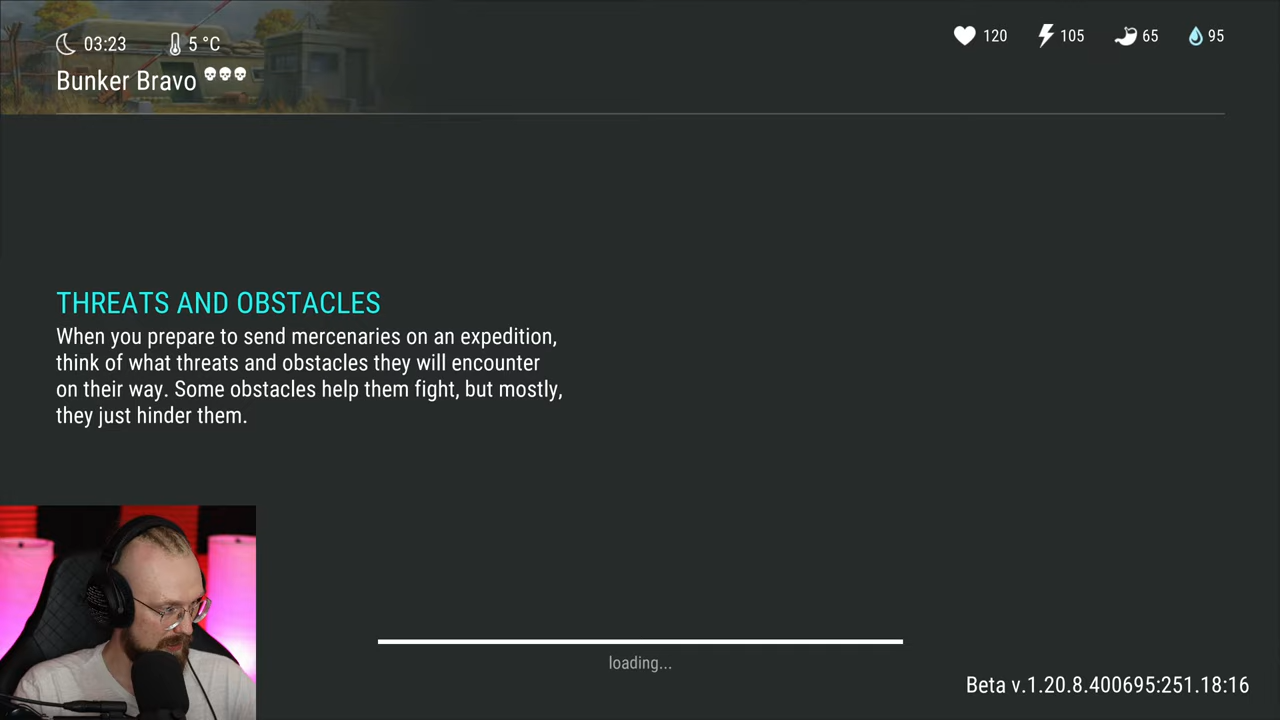 03:23
5 °C
120
105
65
95
Bunker Bravo
THREATS AND OBSTACLES
When you prepare to send mercenaries on an expedition,
think of what threats and obstacles they will encounter
on their way. Some obstacles help them fight, but mostly,
they just hinder them.
loading...
Beta v.1.20.8.400695:251.18:16